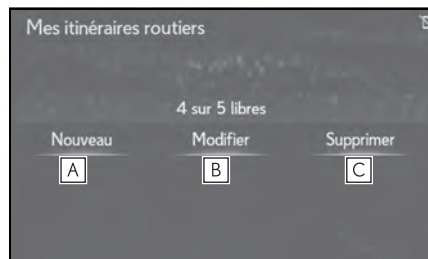 Mes itinéraires routiers
4 sur 5 libres
Nouveau Modifier Supprimer
A B C